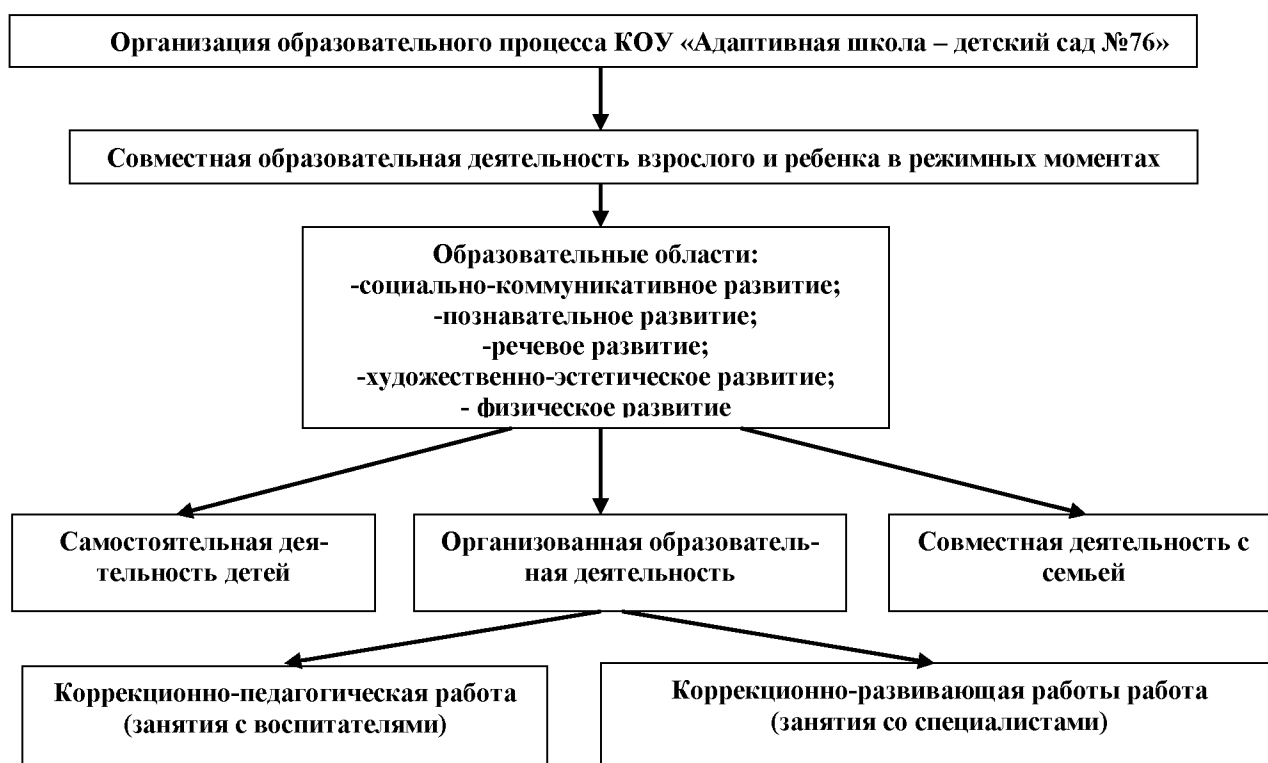 Организация образовательного процесса КОУ «Адаптивная школа – детский сад №76»
Совместная образовательная деятельность взрослого и ребенка в режимных моментах
Образовательные области:
-социально-коммуникативное развитие;
-познавательное развитие;
-речевое развитие;
-художественно-эстетическое развитие;
- физическое развитие
Самостоятельная дея-
тельность детей
Организованная образователь-
ная деятельность
Совместная деятельность с
семьей
Коррекционно-педагогическая работа
(занятия с воспитателями)
Коррекционно-развивающая работы работа
(занятия со специалистами)